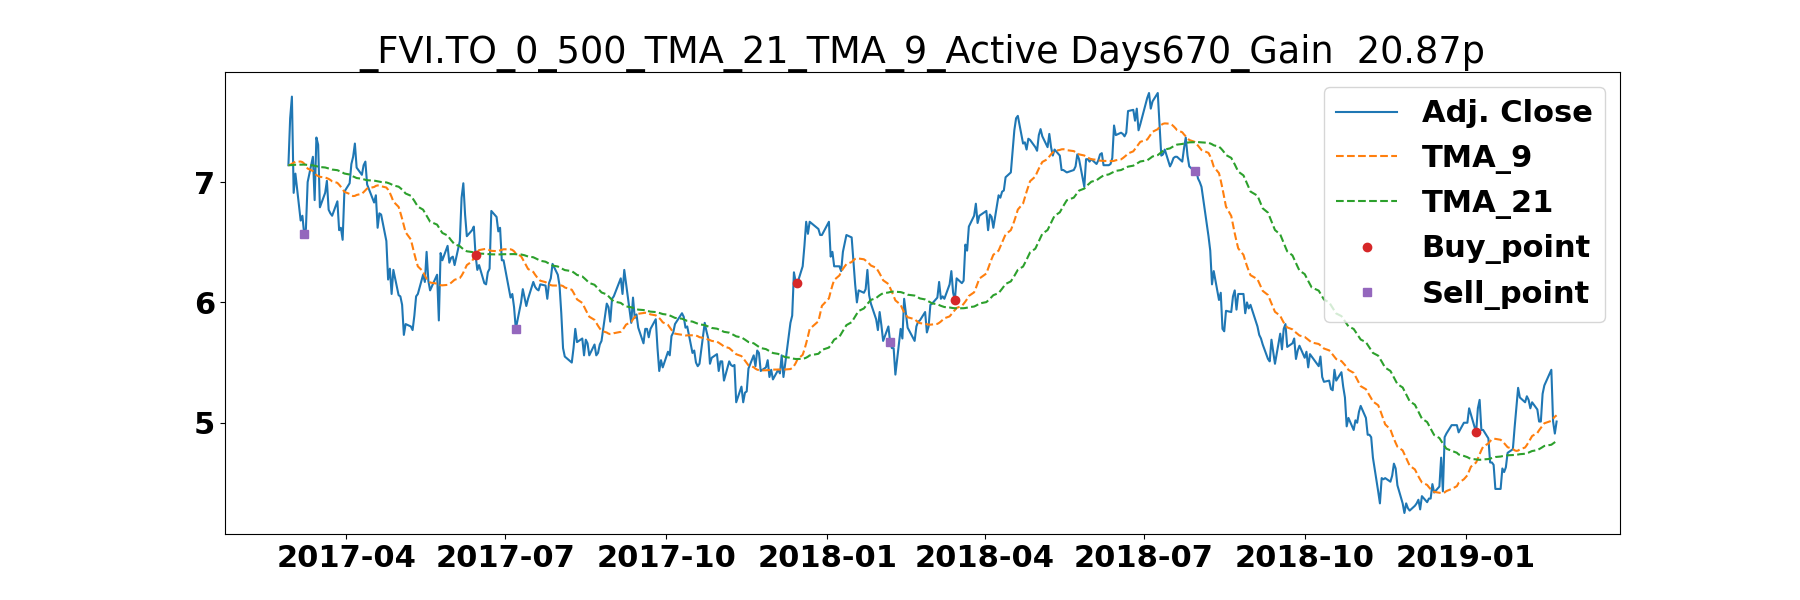 _FVI.TO_0_500_TMA_21_TMA_9_Active Days670_Gain  20.87p
Adj. Close
TMA_9
TMA_21
Buy_point
Sell_point
7
6
5
2017-04 2017-07 2017-10 2018-01 2018-04 2018-07 2018-10 2019-01